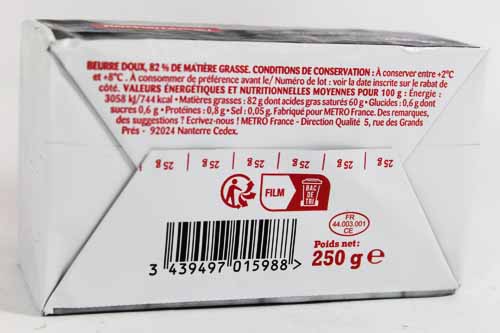 BEURRE DOUX, 82 % DE MATIÈRE GRASSE. CONDITIONS DE CONSERVATION : À conserver entre +2°C
et +8°C . À consommer de préférence avant le/ Numéro de lot : voir la date inscrite sur le rabat de
côté. VALEURS ÉNERGÉTIQUES ET NUTRITIONNELLES MOYENNES POUR 100 g : Énergie :
3058 kj/744 kcal • Matières grasses : 82 g dont acides gras saturés 60 g • Glucides : 0,6 g dont
sucres 0,6 g • Protéines : 0,8 g • Sel : 0,05 g. Fabriqué pour METRO France. Des remarques,
des suggestions ? Ecrivez-nous ! METRO France - Direction Qualité 5, rue des Grands
Prés - 92024 Nanterre Cedex.
25 g 25 g 25 g 25 g 25 g 25 g
FILM
BAC
DE
TRI
FR
44.003.001
CE
Poids net:
250 g e
3 439497 015988 >